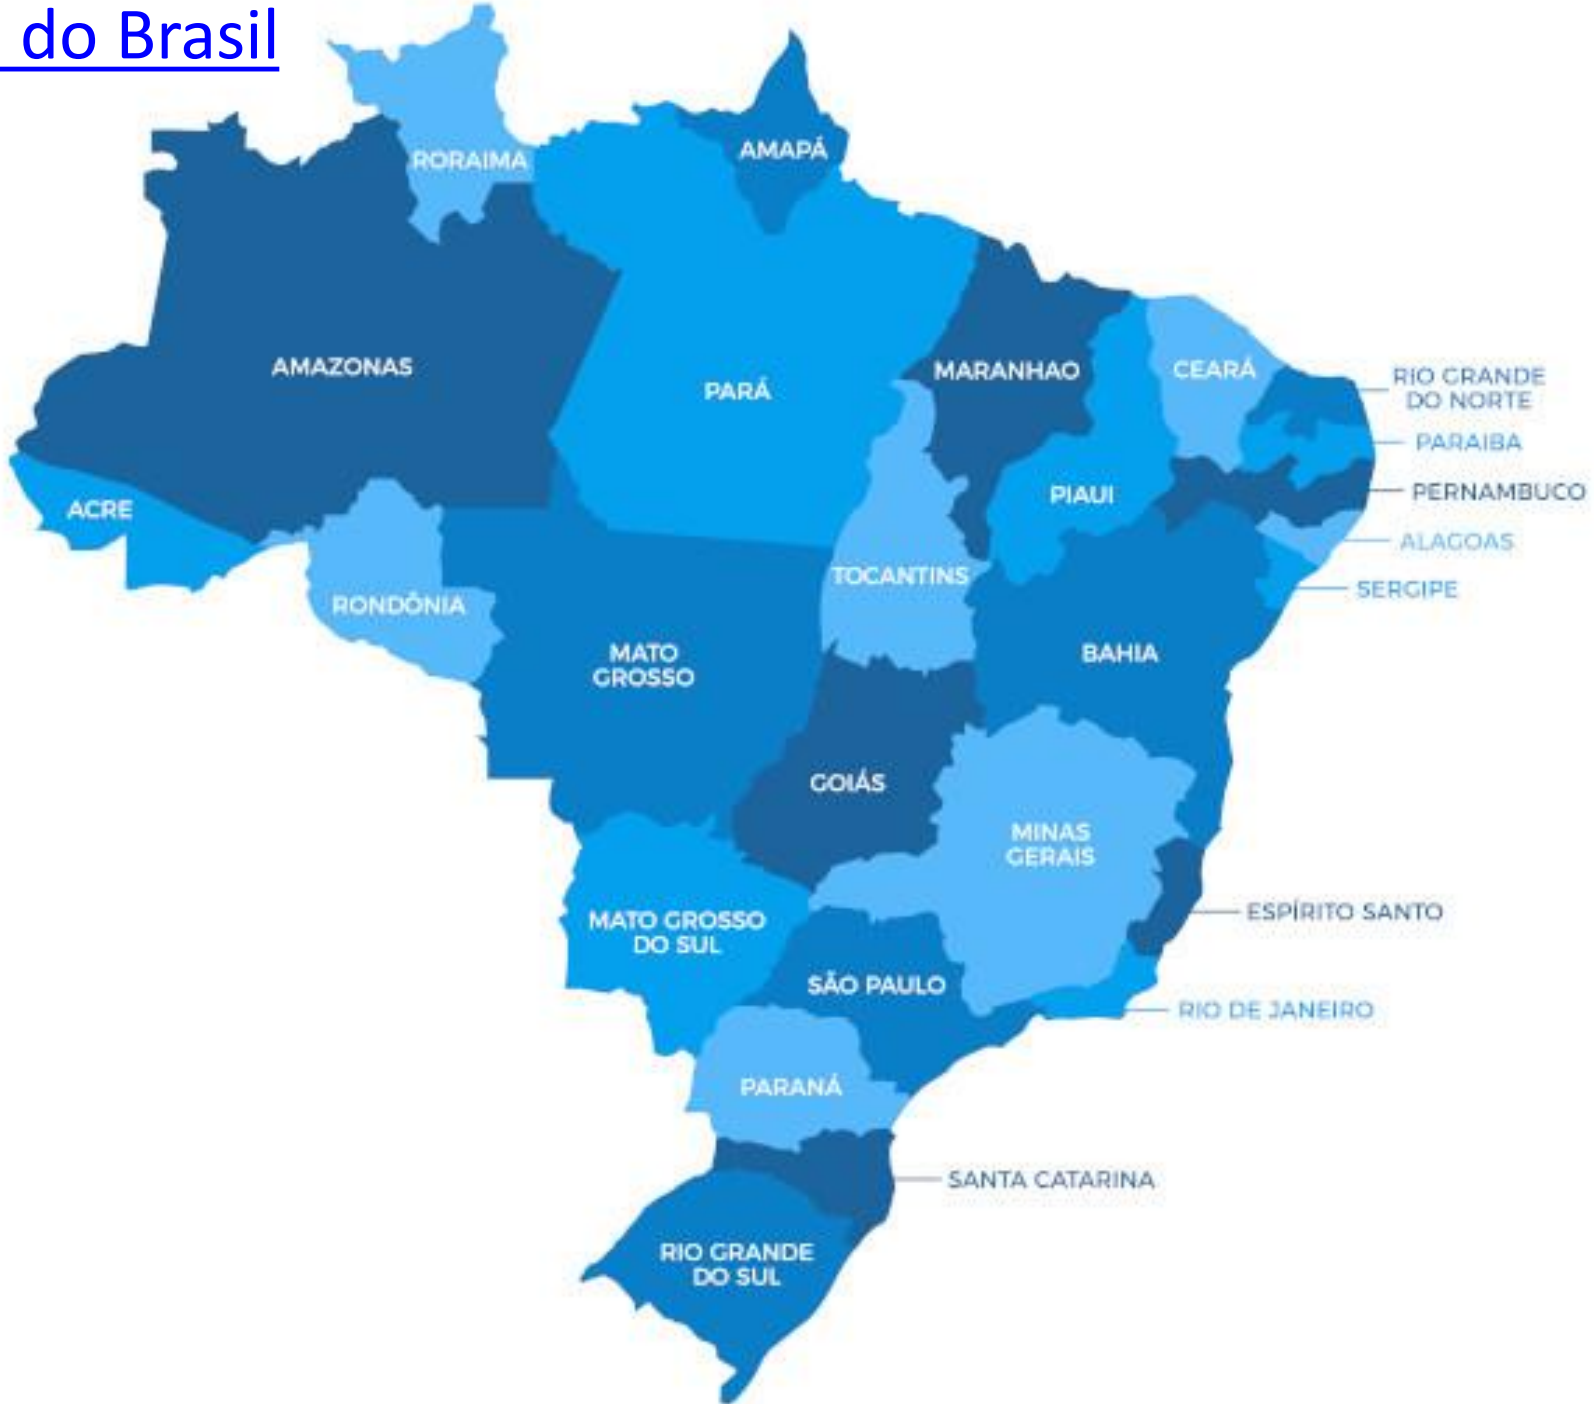 do Brasil
RORAIMA
AMAPÁ
AMAZONAS
PARÁ
MARANHAO
CEARÁ
RIO GRANDE
DO NORTE
PARAIBA
PERNAMBUCO
PIAUI
ACRE
ALAGOAS
TOCANTINS
SERGIPE
RONDÔNIA
MATO
GROSSO
BAHIA
GOIÁS
MINAS
GERAIS
ESPÍRITO SANTO
MATO GROSSO
DO SUL
SÃO PAULO
RIO DE JANEIRO
PARANÁ
SANTA CATARINA
RIO GRANDE
DO SUL